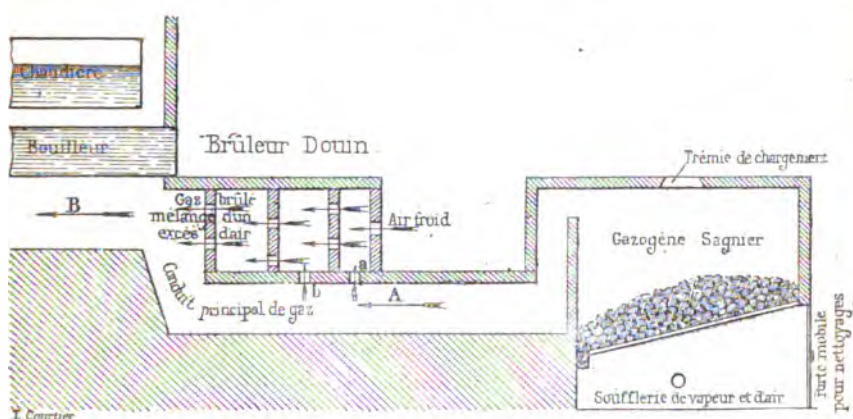 Chaudière
Bouilleur
Brûleur Douin
Trémie de chargement
B
Gaz brûlé
mélangé d'un
excès d'air
Air froid
Gazogène Sagnier
a
b
A
Conduit principal de gaz
Porte mobile
pour nettoyages
Soufflerie de vapeur et d'air
I. Courtier